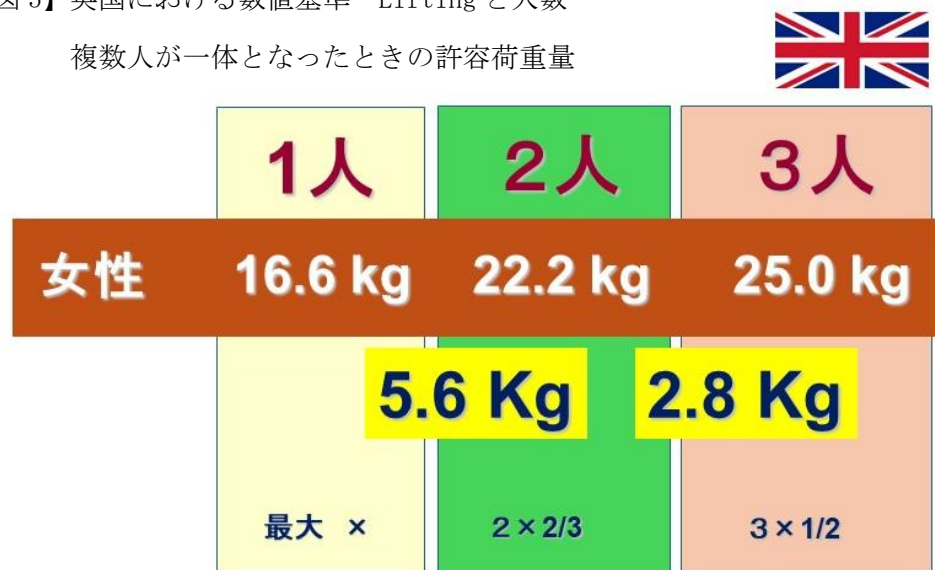 図 5】英国における数値基準 Lifting と人数
複数人が一体となったときの許容荷重量
1人 2人 3人
女性 16.6 kg 22.2 kg 25.0 kg
5.6 Kg 2.8 Kg
最大 × 2×2/3 3×1/2